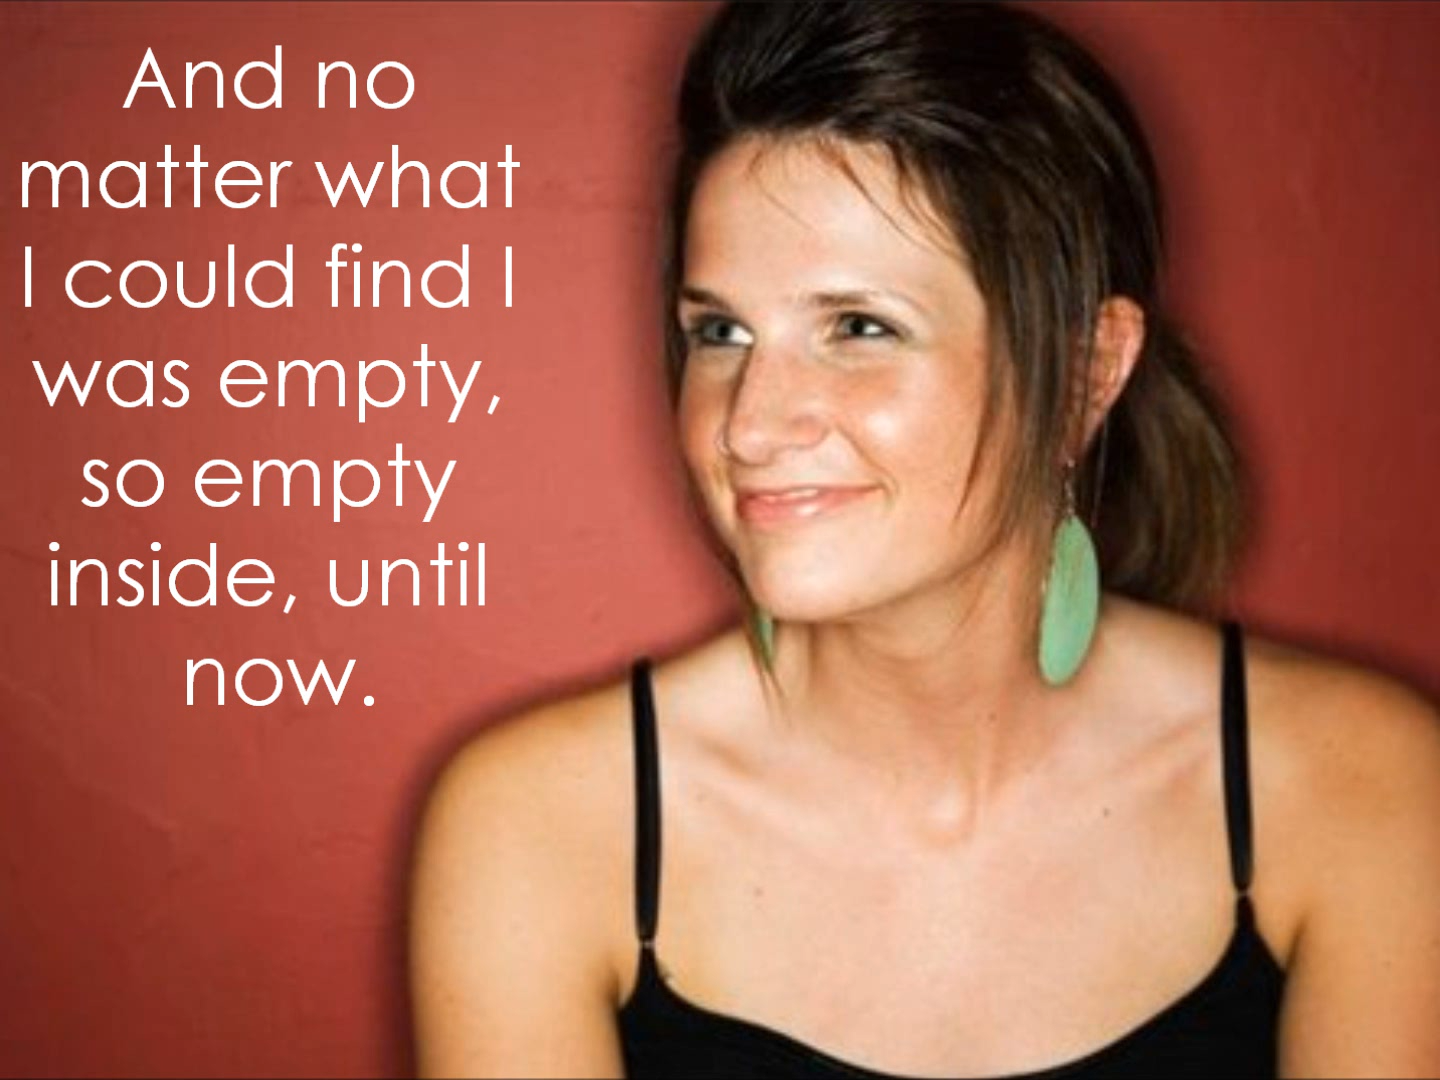 And no
matter what
I could find I
was empty,
so empty
inside, until
now.